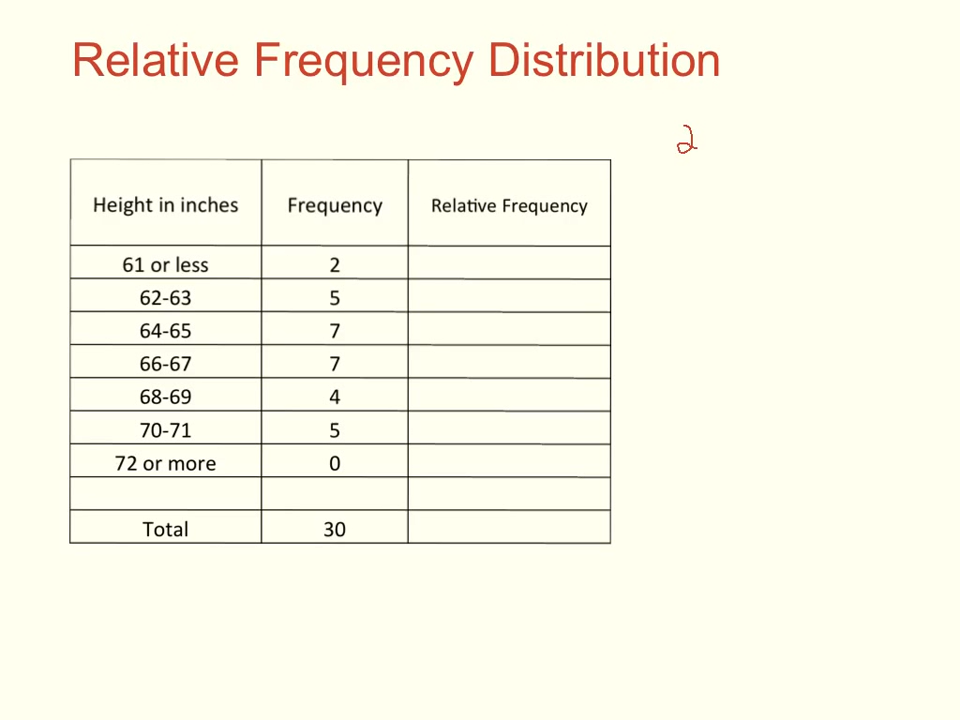 Relative Frequency Distribution
2
Height in inches Frequency Relative Frequency
61 or less 2
62-63 5
64-65 7
66-67 7
68-69 4
70-71 5
72 or more 0
Total 30